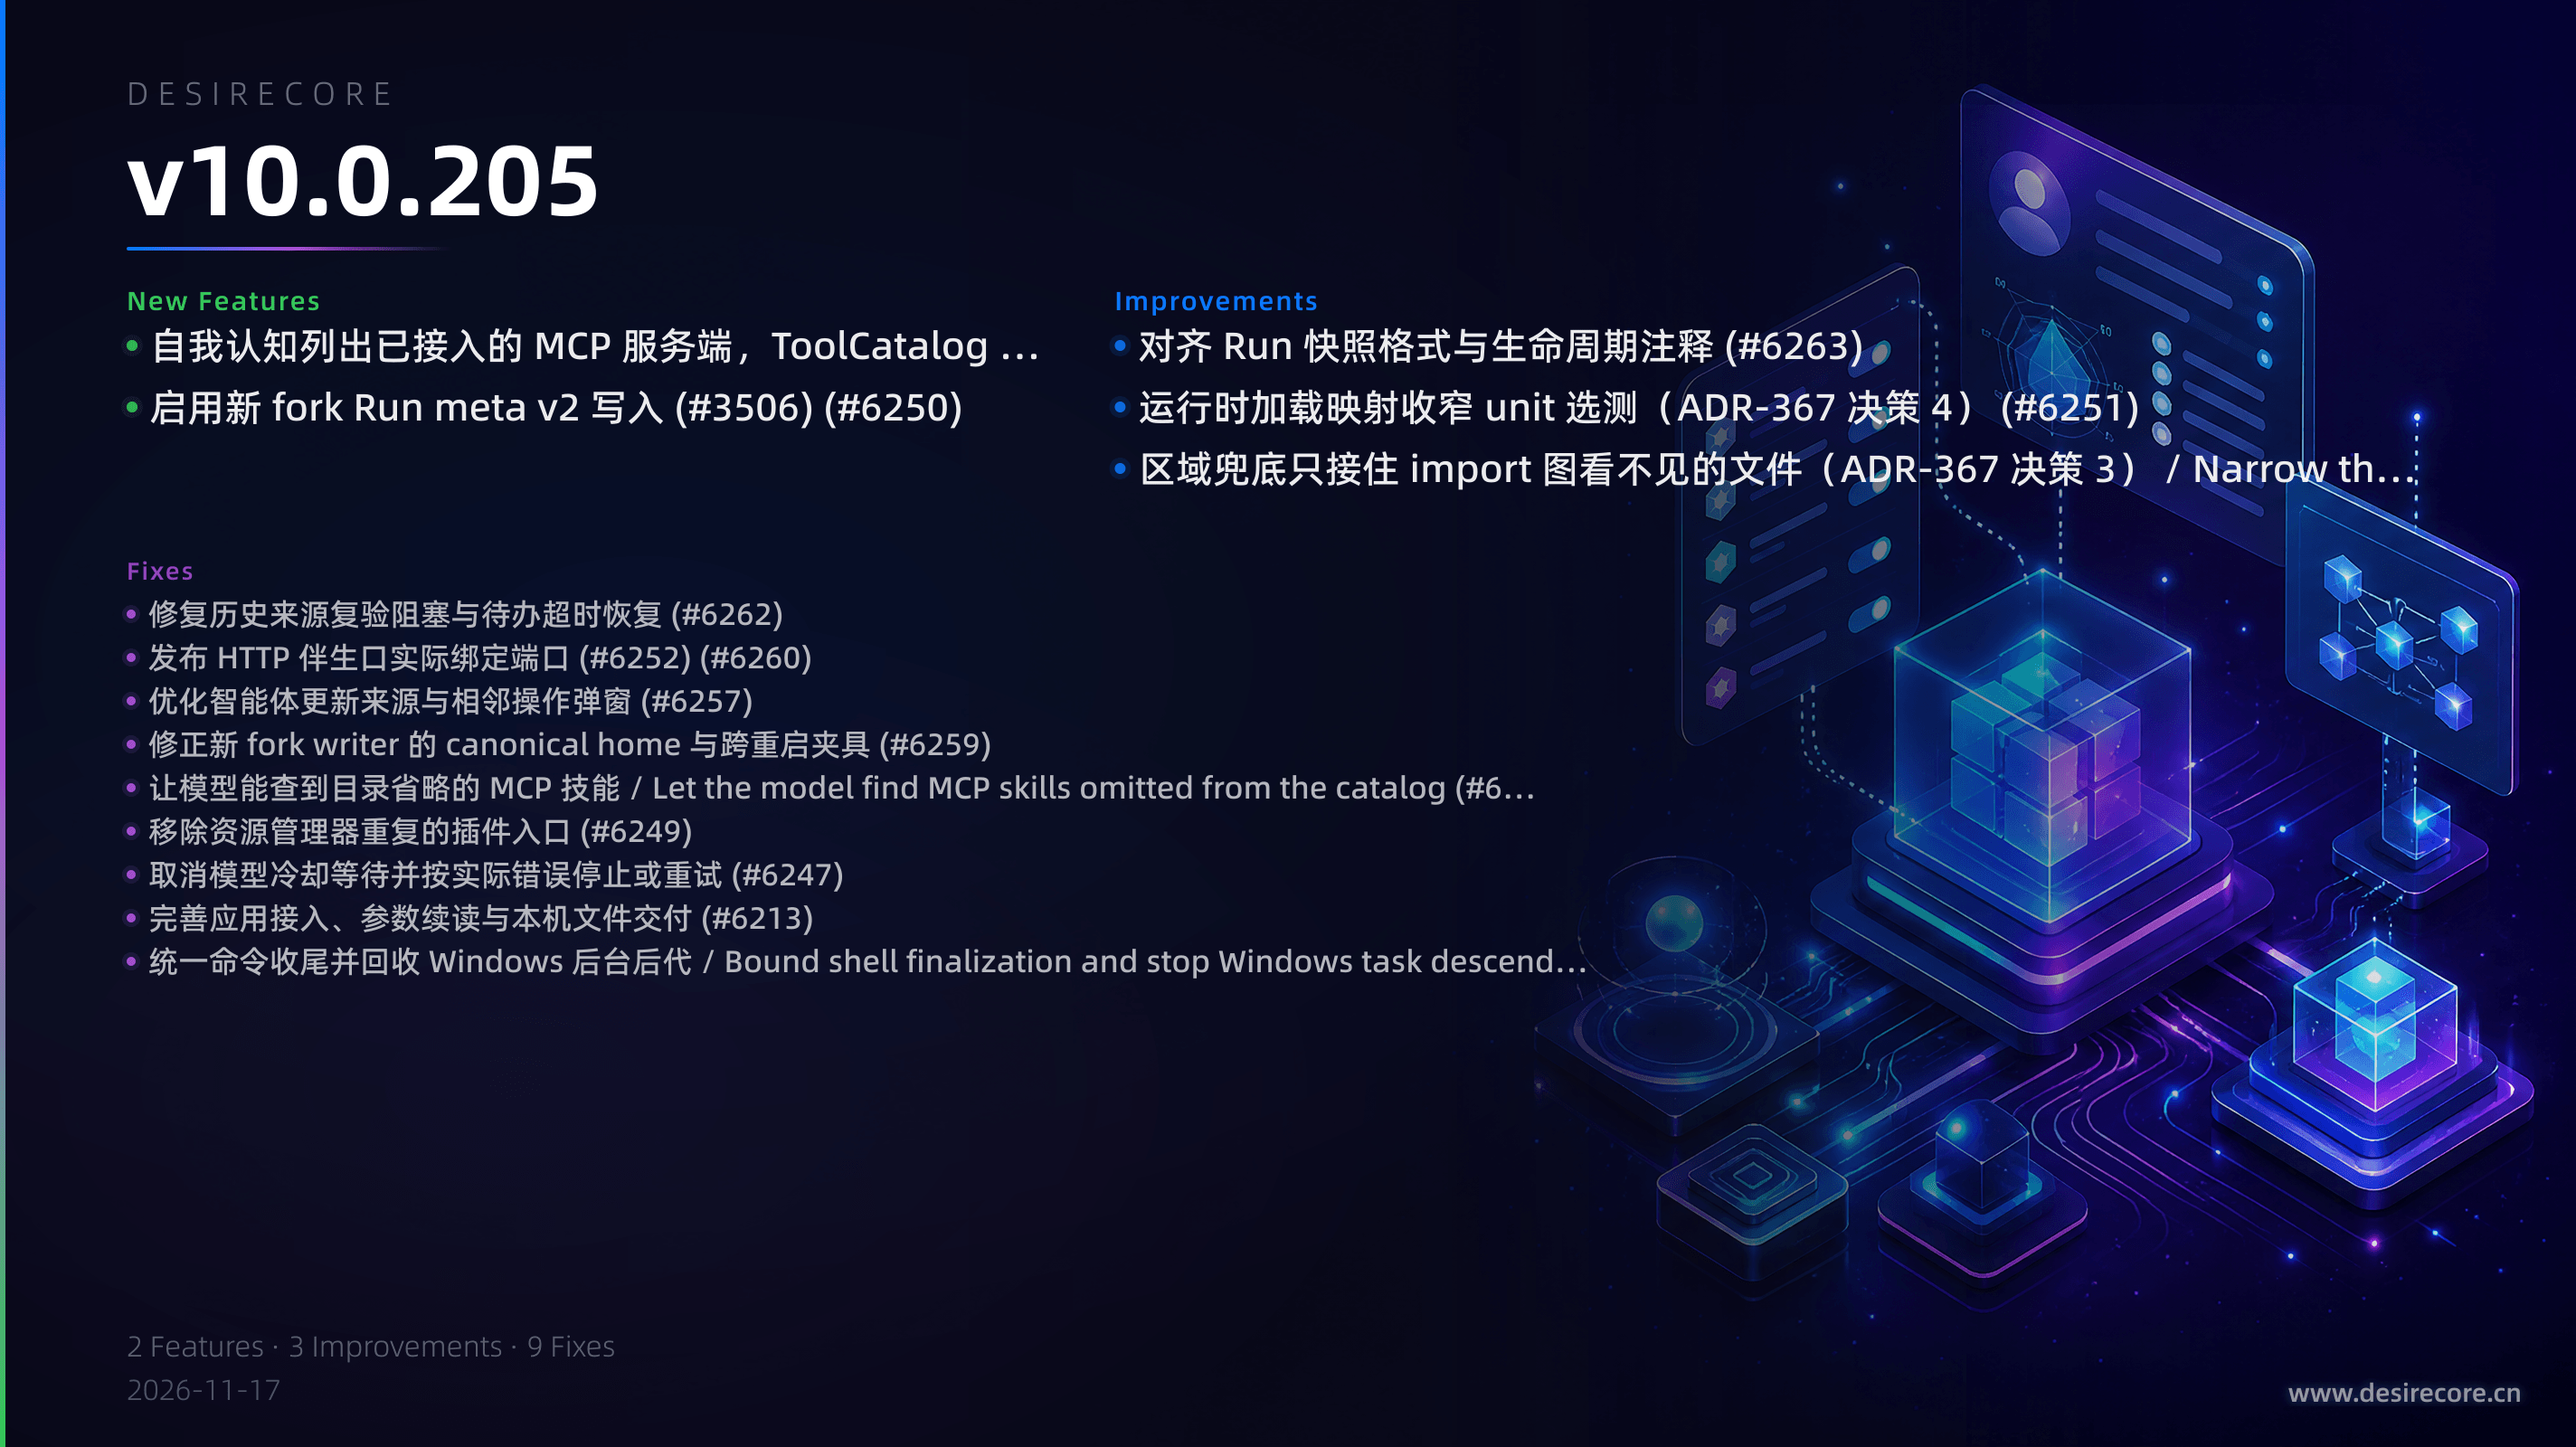 DESIRECORE
v10.0.205
New Features
自我认知列出已接入的 MCP 服务端，ToolCatalog ...
启用新 fork Run meta v2 写入 (#3506) (#6250)
Improvements
对齐 Run 快照格式与生命周期注释 (#6263)
运行时加载映射收窄 unit 选测（ADR-367 决策 4） (#6251)
区域兜底只接住 import 图看不见的文件（ADR-367 决策 3） / Narrow th...
Fixes
修复历史来源复验阻塞与待办超时恢复 (#6262)
发布 HTTP 伴生口实际绑定端口 (#6252) (#6260)
优化智能体更新来源与相邻操作弹窗 (#6257)
修正新 fork writer 的 canonical home 与跨重启夹具 (#6259)
让模型能查到目录省略的 MCP 技能 / Let the model find MCP skills omitted from the catalog (#6...
移除资源管理器重复的插件入口 (#6249)
取消模型冷却等待并按实际错误停止或重试 (#6247)
完善应用接入、参数续读与本机文件交付 (#6213)
统一命令收尾并回收 Windows 后台后代 / Bound shell finalization and stop Windows task descend...
2 Features · 3 Improvements · 9 Fixes
2026-11-17
www.desirecore.cn